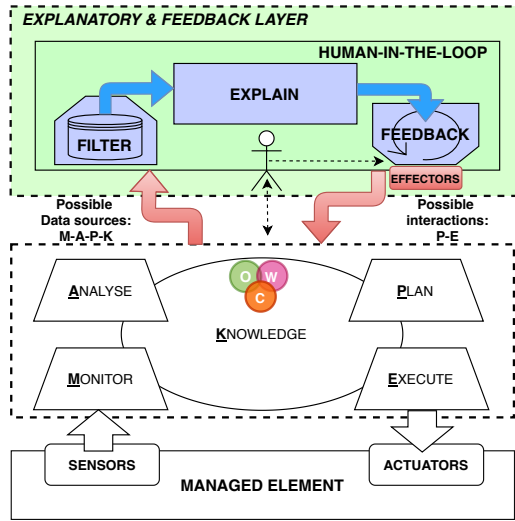 EXPLANATORY & FEEDBACK LAYER
HUMAN-IN-THE-LOOP
EXPLAIN
FILTER
FEEDBACK
EFFECTORS
Possible
Data sources:
M-A-P-K
Possible
interactions:
P-E
ANALYSE
O
W
C
PLAN
KNOWLEDGE
MONITOR
EXECUTE
SENSORS
ACTUATORS
MANAGED ELEMENT